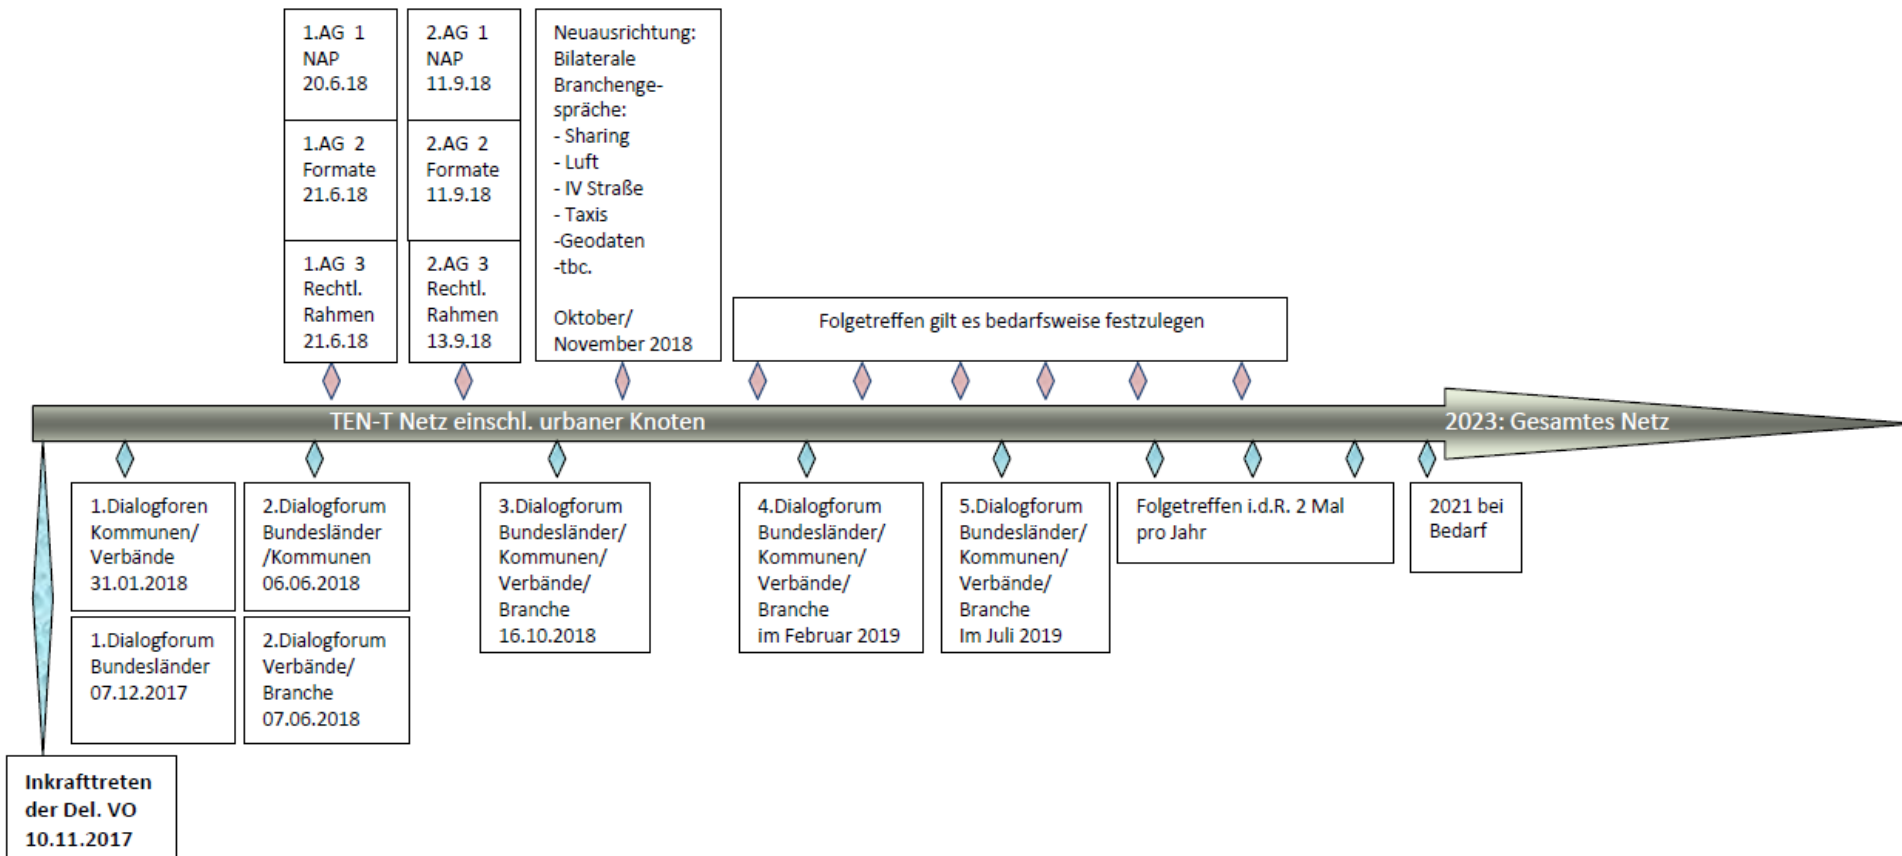 1.AG 1
NAP
20.6.18
1.AG 2
Formate
21.6.18
1.AG 3
Rechtl.
Rahmen
21.6.18
2.AG 1
NAP
11.9.18
2.AG 2
Formate
11.9.18
2.AG 3
Rechtl.
Rahmen
13.9.18
Neuausrichtung:
Bilaterale
Branchenge-
spräche:
- Sharing
- Luft
- IV Straße
- Taxis
-Geodaten
-tbc.
Oktober/
November 2018
Folgetreffen gilt es bedarfsweise festzulegen
TEN-T Netz einschl. urbaner Knoten
2023: Gesamtes Netz
1.Dialogforen
Kommunen/
Verbände
31.01.2018
1.Dialogforum
Bundesländer
07.12.2017
2.Dialogforum
Bundesländer
/Kommunen
06.06.2018
2.Dialogforum
Verbände/
Branche
07.06.2018
3.Dialogforum
Bundesländer/
Kommunen/
Verbände/
Branche
16.10.2018
4.Dialogforum
Bundesländer/
Kommunen/
Verbände/
Branche
im Februar 2019
5.Dialogforum
Bundesländer/
Kommunen/
Verbände/
Branche
Im Juli 2019
Folgetreffen i.d.R. 2 Mal
pro Jahr
2021 bei
Bedarf
Inkrafttreten
der Del. VO
10.11.2017